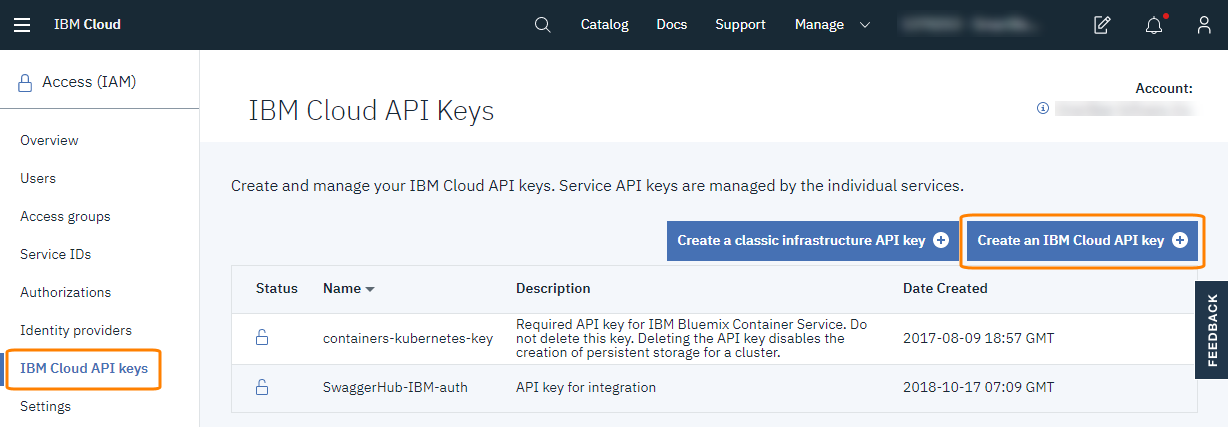 IBM Cloud
Catalog
Docs
Support
Manage
Access (IAM)
Overview
Users
Access groups
Service IDs
Authorizations
Identity providers
IBM Cloud API keys
Settings
IBM Cloud API Keys
Account:
Create and manage your IBM Cloud API keys. Service API keys are managed by the individual services.
Create a classic infrastructure API key
Create an IBM Cloud API key
Status Name Description Date Created
containers-kubernetes-key
Required API key for IBM Bluemix Container Service. Do
not delete this key. Deleting the API key disables the
creation of persistent storage for a cluster.
2017-08-09 18:57 GMT
SwaggerHub-IBM-auth
API key for integration
2018-10-17 07:09 GMT
FEEDBACK